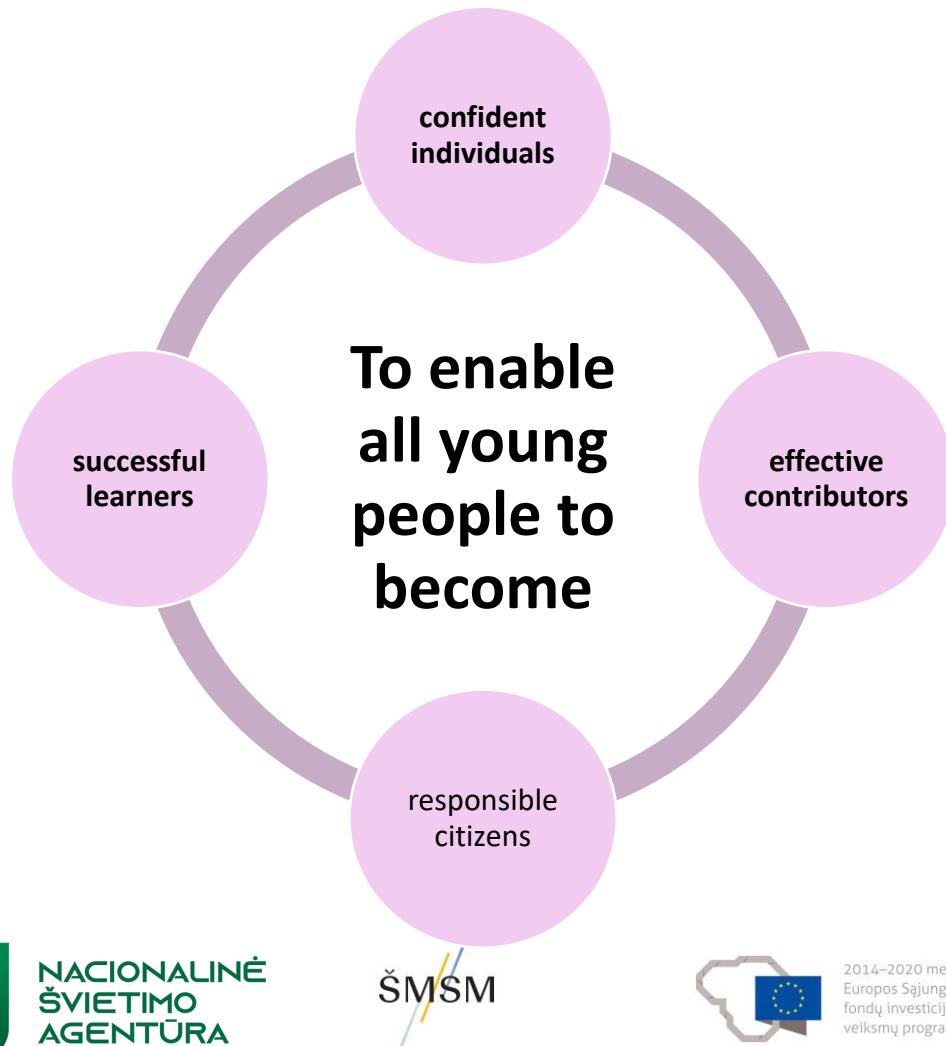 confident
individuals
To enable
all young
people to
become
successful
learners
effective
contributors
responsible
citizens
NACIONALINĖ
ŠVIETIMO
AGENTŪRA
ŠMSM
2014–2020 me
Europos Sąjung
fondų investicij
veiksmų progra